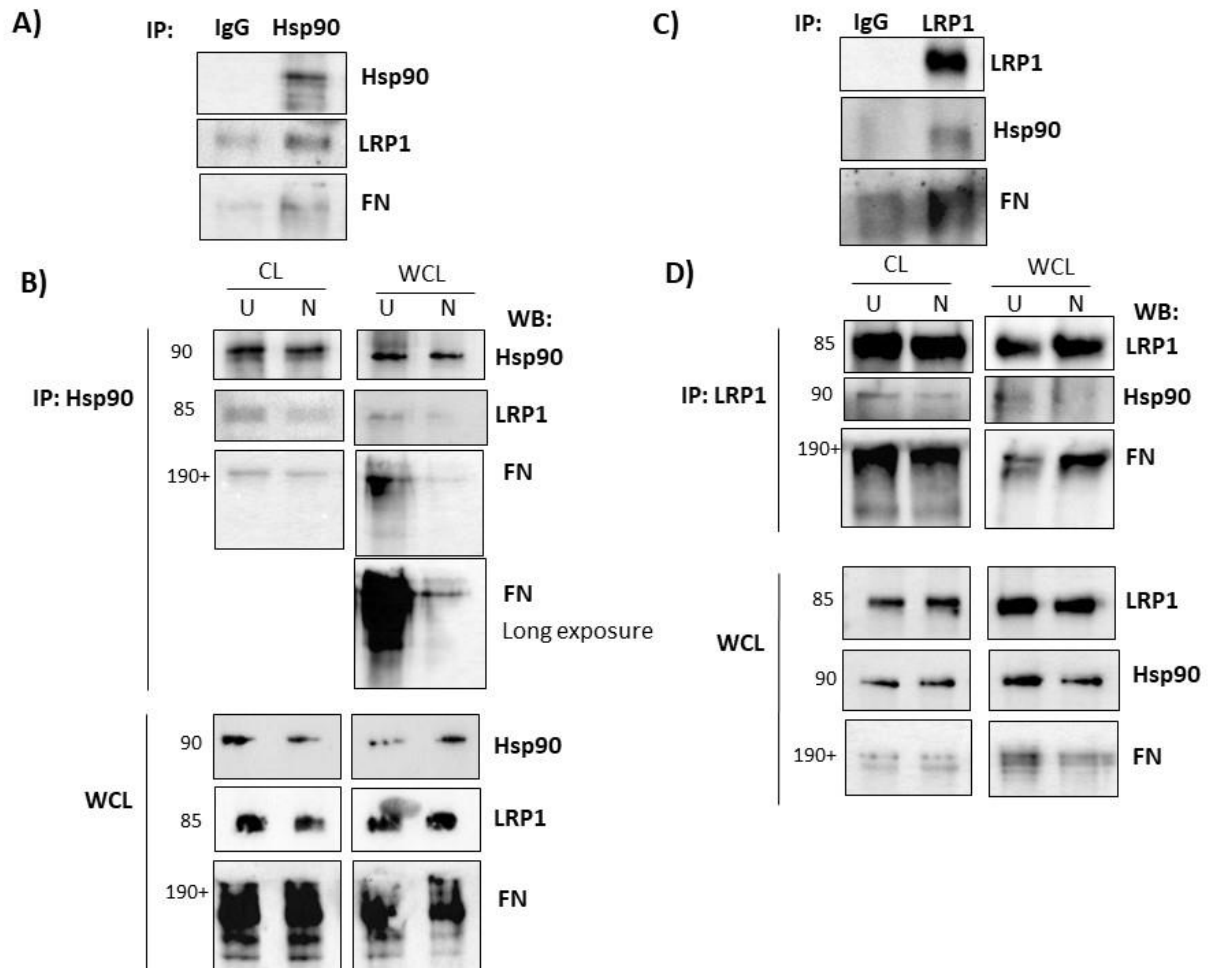 A)
IP: IgG Hsp90
Hsp90
LRP1
FN
B)
CL WCL
U N U N
WB:
IP: Hsp90
90 Hsp90
85 LRP1
190+ FN
FN
Long exposure
WCL
90 Hsp90
85 LRP1
190+ FN
C)
IP: IgG LRP1
LRP1
Hsp90
FN
D)
CL WCL
U N U N
WB:
IP: LRP1
85 LRP1
90 Hsp90
190+ FN
WCL
85 LRP1
90 Hsp90
190+ FN